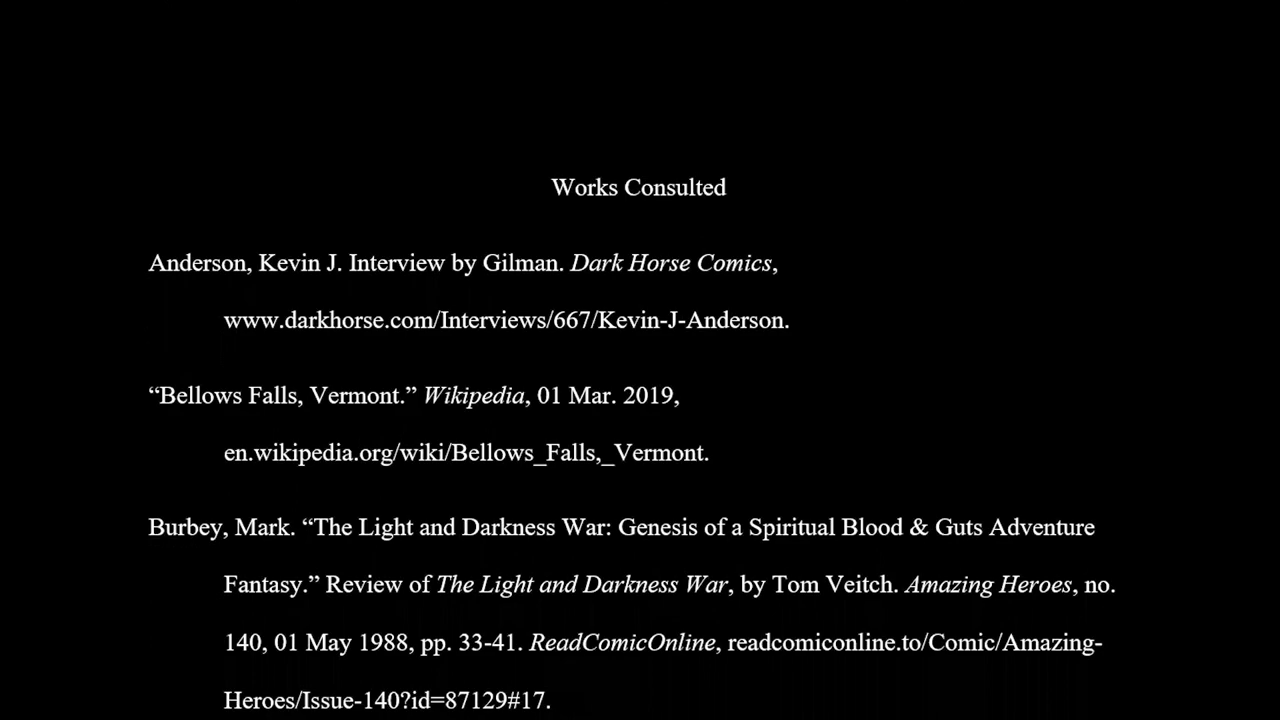 Works Consulted
Anderson, Kevin J. Interview by Gilman. Dark Horse Comics,
www.darkhorse.com/Interviews/667/Kevin-J-Anderson.
“Bellows Falls, Vermont.” Wikipedia, 01 Mar. 2019,
en.wikipedia.org/wiki/Bellows_Falls,_Vermont.
Burbey, Mark. “The Light and Darkness War: Genesis of a Spiritual Blood & Guts Adventure
Fantasy.” Review of The Light and Darkness War, by Tom Veitch. Amazing Heroes, no.
140, 01 May 1988, pp. 33-41. ReadComicOnline, readcomiconline.to/Comic/Amazing-
Heroes/Issue-140?id=87129#17.